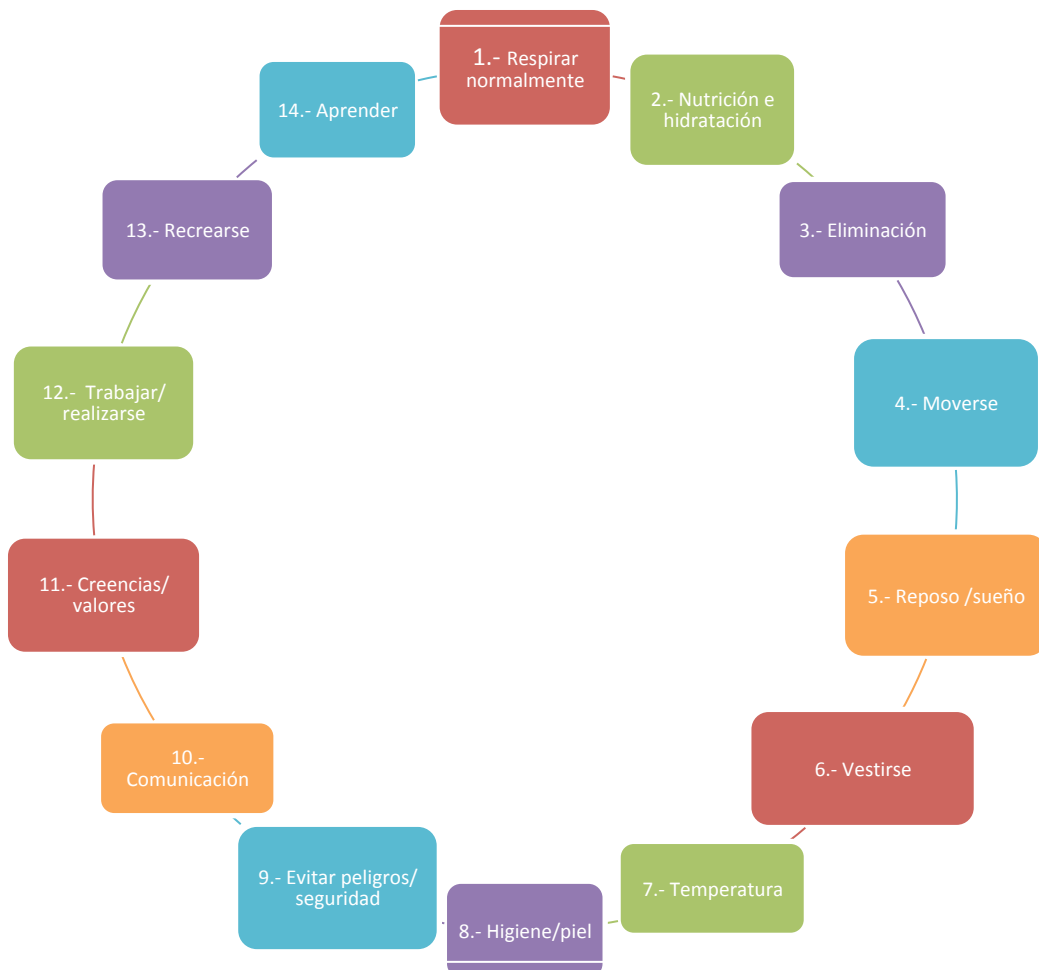 1.- Respirar
normalmente
2.- Nutrición e
hidratación
3.- Eliminación
4.- Moverse
5.- Reposo /sueño
6.- Vestirse
7.- Temperatura
8.- Higiene/piel
9.- Evitar peligros/
seguridad
10.-
Comunicación
11.- Creencias/
valores
12.- Trabajar/
realizarse
13.- Recrearse
14.- Aprender